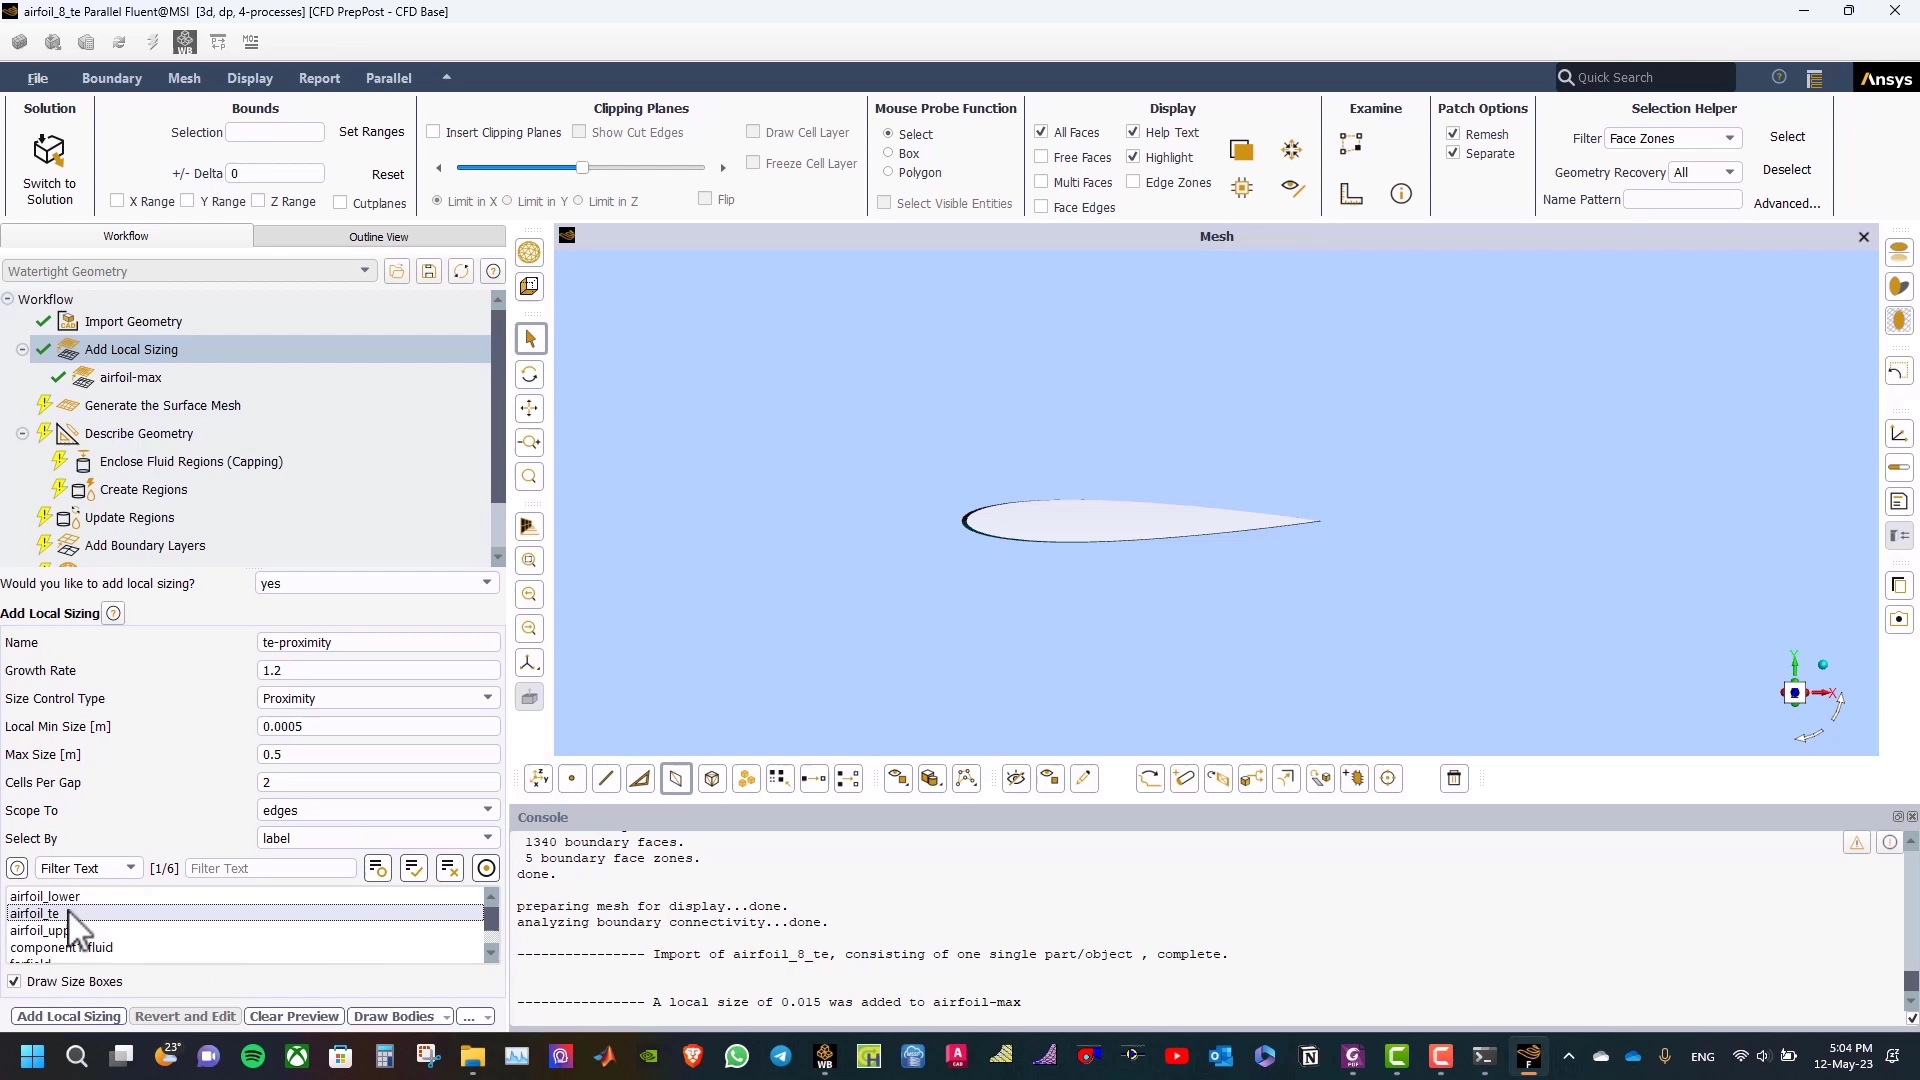 airfoil_8_te Parallel Fluent@MSI [3d, dp, 4-processes] [CFD PrepPost - CFD Base]
WB
File Boundary Mesh Display Report Parallel Quick Search Ansys
Solution Bounds Clipping Planes Mouse Probe Function Display Examine Patch Options Selection Helper
Switch to Solution
Selection Set Ranges
+/- Delta 0 Reset
X Range Y Range Z Range Cutplanes
Insert Clipping Planes Show Cut Edges Draw Cell Layer
Freeze Cell Layer
Limit in X Limit in Y Limit in Z Flip
Select
Box
Polygon
Select Visible Entities
All Faces Help Text
Free Faces Highlight
Multi Faces Edge Zones
Face Edges
Remesh
Separate
Filter Face Zones Select
Geometry Recovery All Deselect
Name Pattern Advanced...
Workflow Outline View
Watertight Geometry
Workflow
Import Geometry
Add Local Sizing
airfoil-max
Generate the Surface Mesh
Describe Geometry
Enclose Fluid Regions (Capping)
Create Regions
Update Regions
Add Boundary Layers
Would you like to add local sizing? yes
Add Local Sizing
Name te-proximity
Growth Rate 1.2
Size Control Type Proximity
Local Min Size [m] 0.0005
Max Size [m] 0.5
Cells Per Gap 2
Scope To edges
Select By label
Filter Text [1/6] Filter Text
airfoil_lower
airfoil_te
airfoil_upp
component fluid
farfield
Draw Size Boxes
Add Local Sizing Revert and Edit Clear Preview Draw Bodies ...
Mesh
Y
X
Console
1340 boundary faces.
5 boundary face zones.
done.
preparing mesh for display...done.
analyzing boundary connectivity...done.
---------------- Import of airfoil_8_te, consisting of one single part/object , complete.
---------------- A local size of 0.015 was added to airfoil-max
23°
ENG
5:04 PM
12-May-23